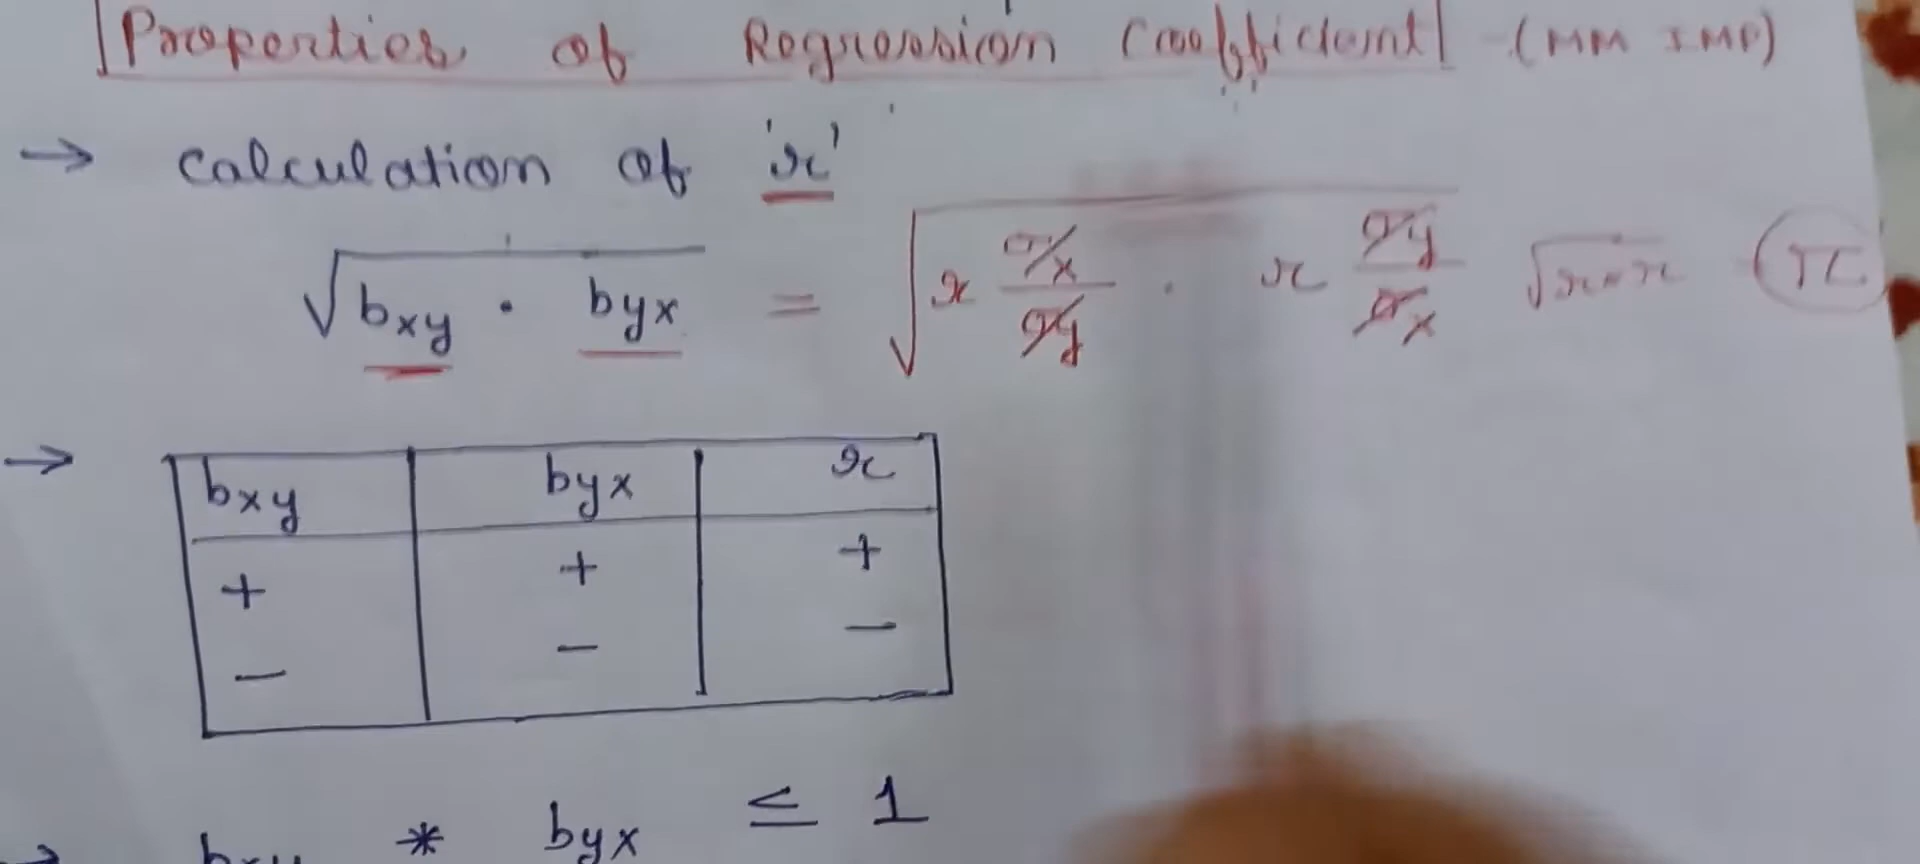 Properties of Regression Coefficient - (MM IMP)
→ Calculation of 'r'
√(bxy · byx) = √(r σx/σy · r σy/σx) √r×r r
→ bxy byx r
+ + +
− − −
→ bxy * byx ≤ 1